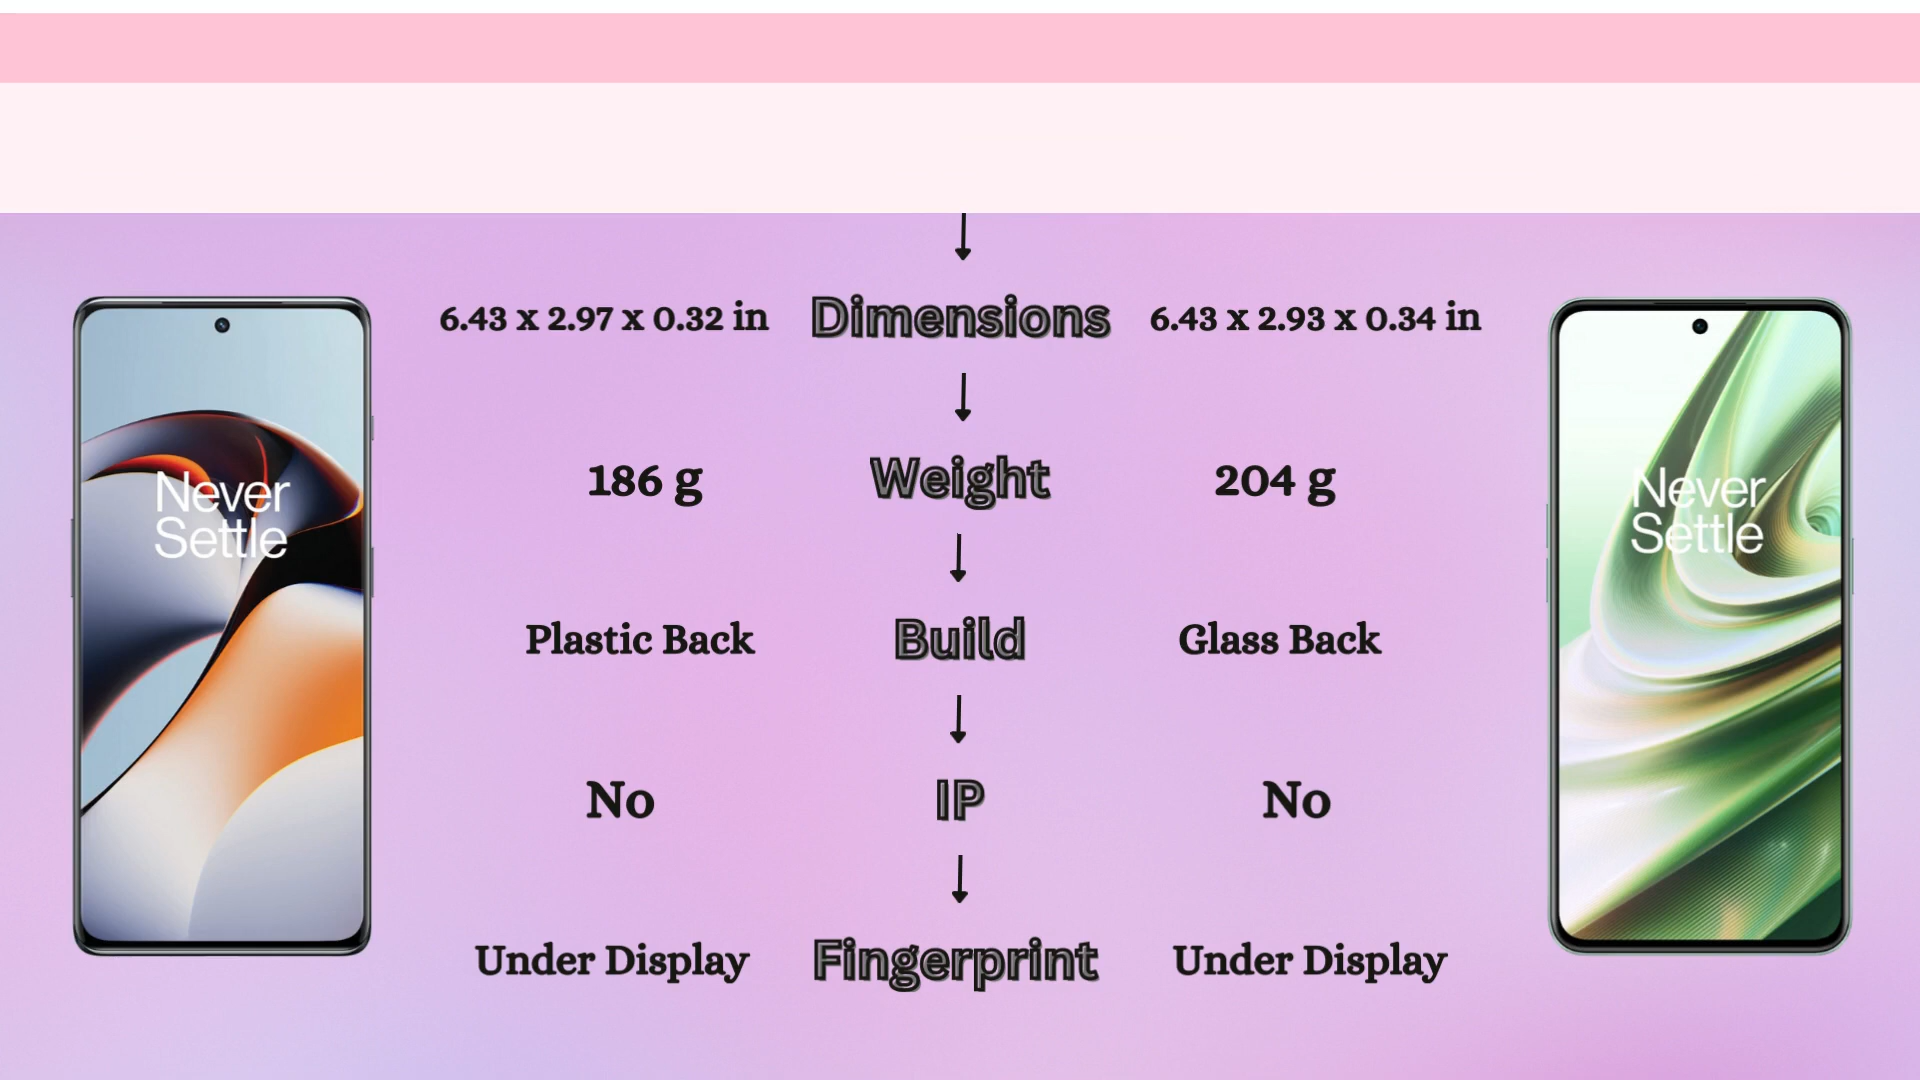 6.43 x 2.97 x 0.32 in Dimensions 6.43 x 2.93 x 0.34 in
186 g Weight 204 g
Never
Settle
Never
Settle
Plastic Back Build Glass Back
No IP No
Under Display Fingerprint Under Display